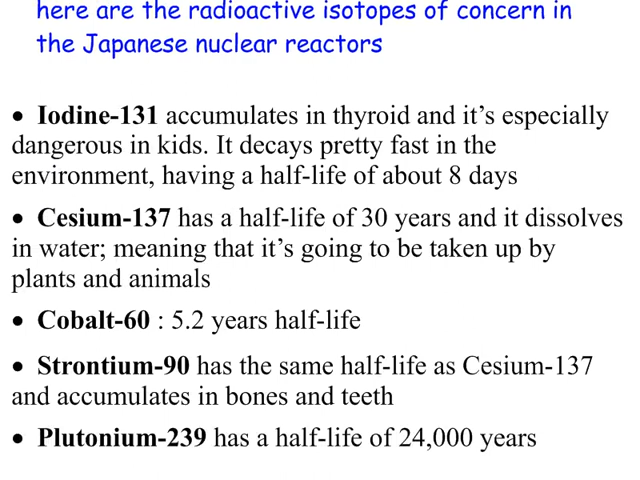 here are the radioactive isotopes of concern in
the Japanese nuclear reactors
• Iodine-131 accumulates in thyroid and it’s especially
dangerous in kids. It decays pretty fast in the
environment, having a half-life of about 8 days
• Cesium-137 has a half-life of 30 years and it dissolves
in water; meaning that it’s going to be taken up by
plants and animals
• Cobalt-60 : 5.2 years half-life
• Strontium-90 has the same half-life as Cesium-137
and accumulates in bones and teeth
• Plutonium-239 has a half-life of 24,000 years